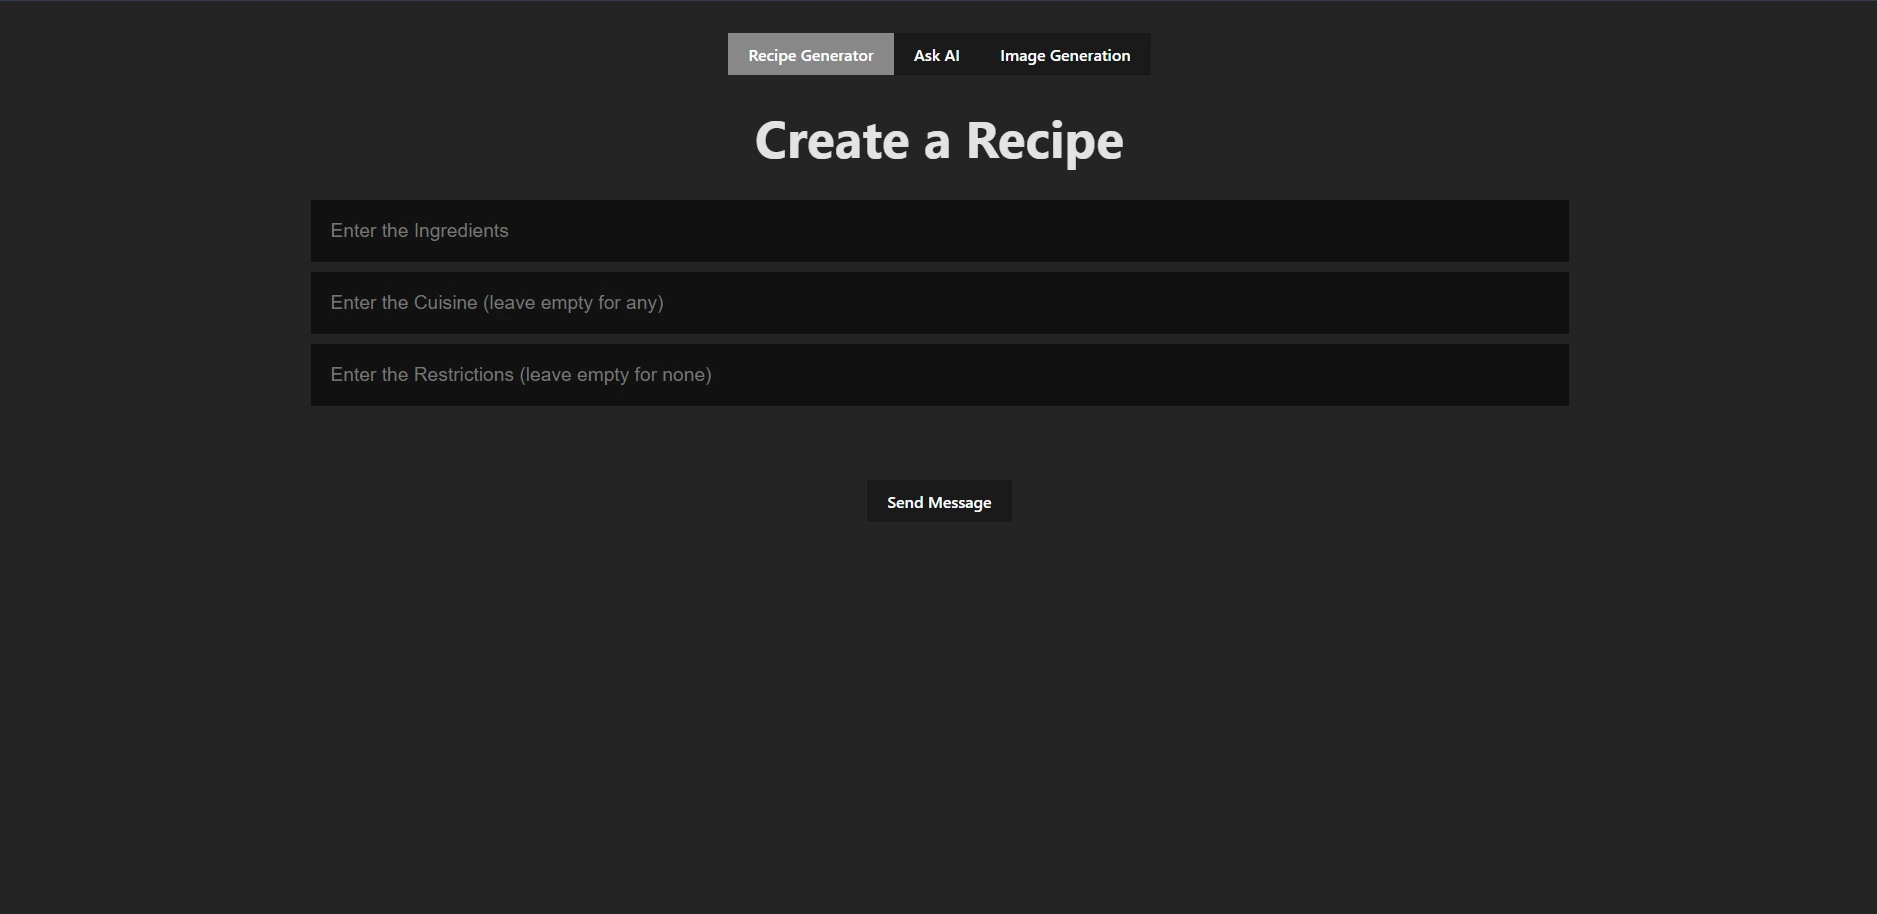 Recipe Generator Ask AI Image Generation
Create a Recipe
Enter the Ingredients
Enter the Cuisine (leave empty for any)
Enter the Restrictions (leave empty for none)
Send Message